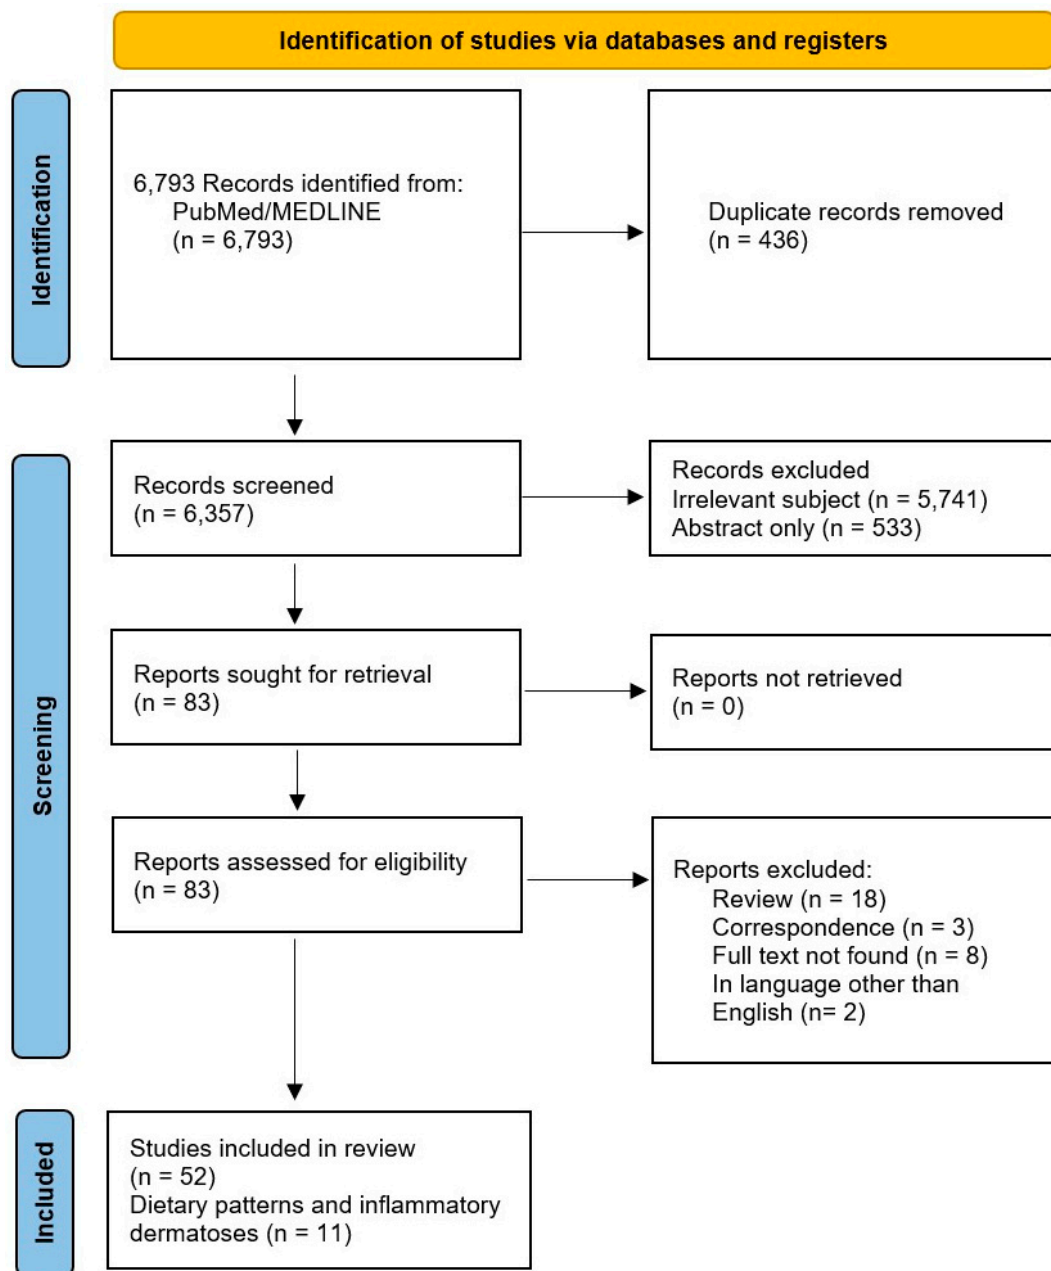 Identification of studies via databases and registers
Identification
6,793 Records identified from:
PubMed/MEDLINE
(n = 6,793)
Duplicate records removed
(n = 436)
Screening
Records screened
(n = 6,357)
Records excluded
Irrelevant subject (n = 5,741)
Abstract only (n = 533)
Reports sought for retrieval
(n = 83)
Reports not retrieved
(n = 0)
Reports assessed for eligibility
(n = 83)
Reports excluded:
Review (n = 18)
Correspondence (n = 3)
Full text not found (n = 8)
In language other than
English (n= 2)
Included
Studies included in review
(n = 52)
Dietary patterns and inflammatory
dermatoses (n = 11)